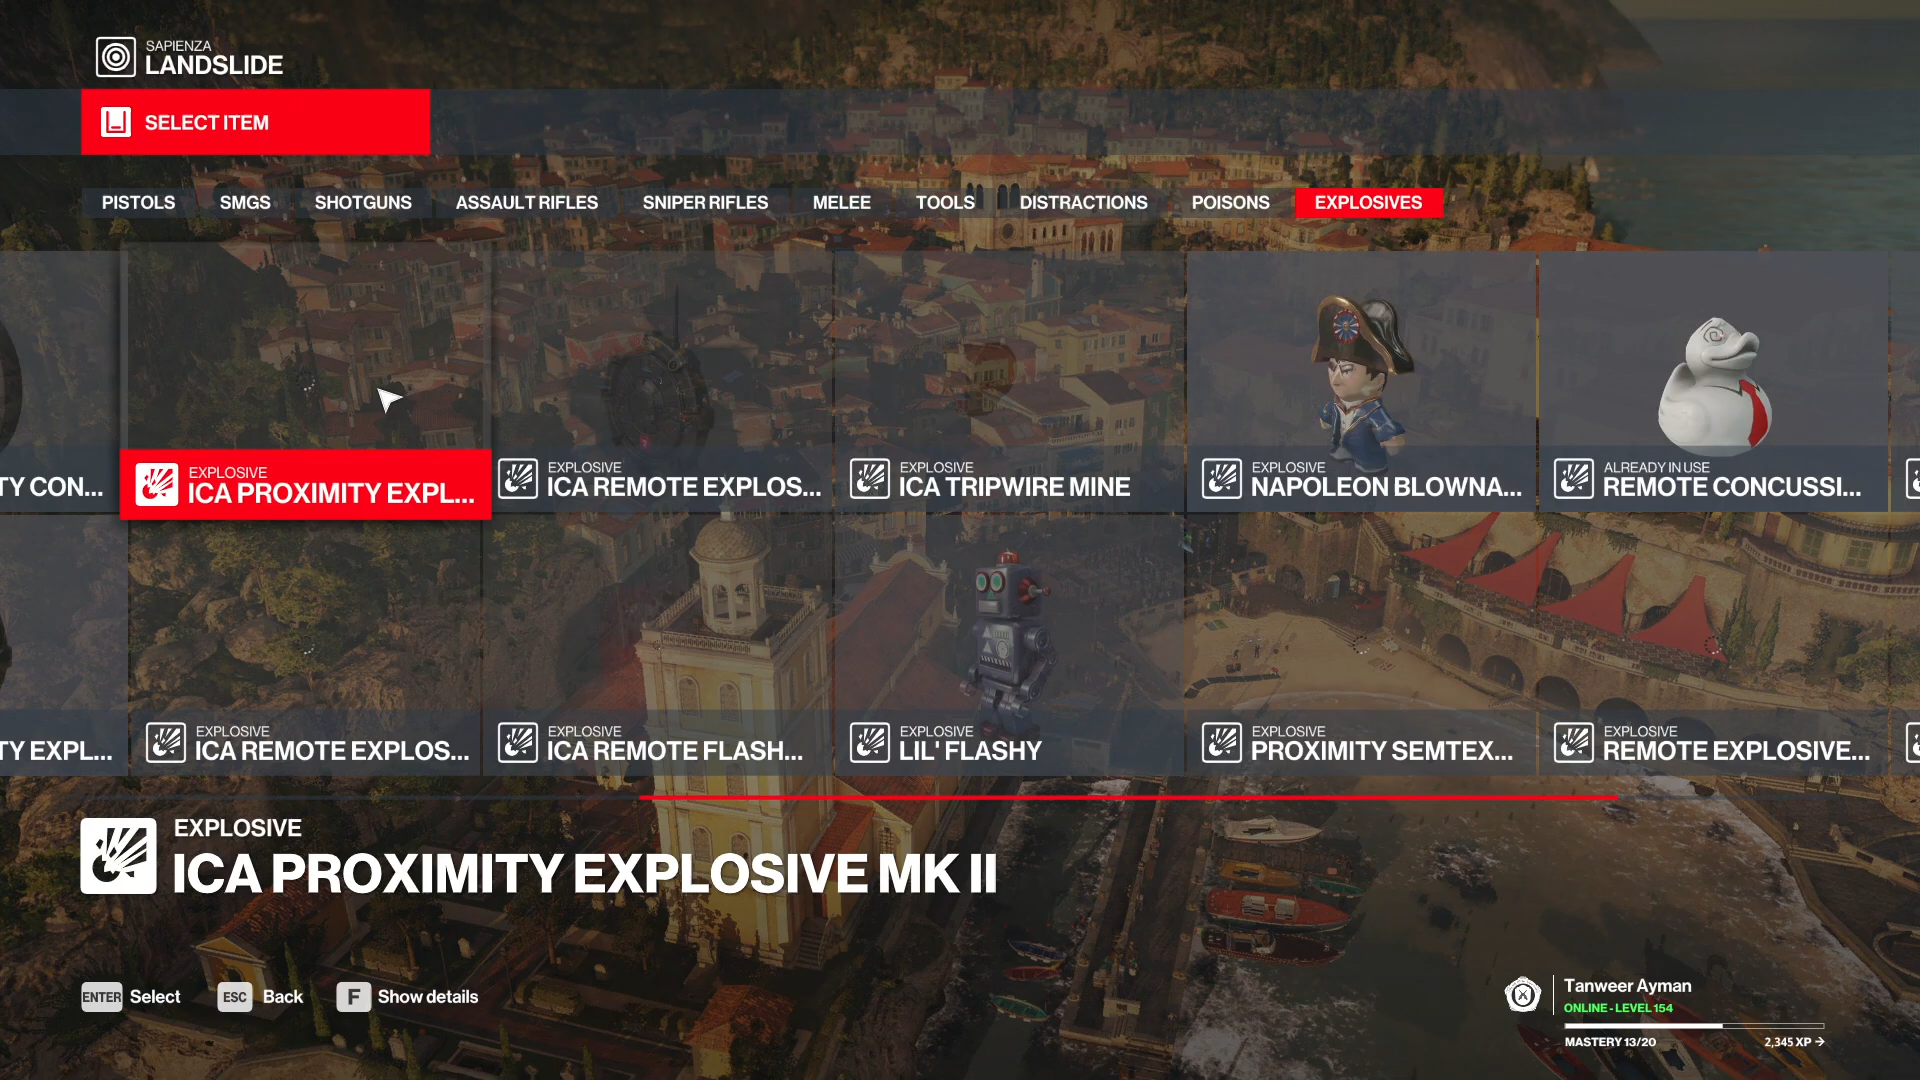 SAPIENZA
LANDSLIDE
SELECT ITEM
PISTOLS SMGS SHOTGUNS ASSAULT RIFLES SNIPER RIFLES MELEE TOOLS DISTRACTIONS POISONS EXPLOSIVES
TY CON...
EXPLOSIVE
ICA PROXIMITY EXPL...
EXPLOSIVE
ICA REMOTE EXPLOS...
EXPLOSIVE
ICA TRIPWIRE MINE
EXPLOSIVE
NAPOLEON BLOWNA...
ALREADY IN USE
REMOTE CONCUSSI...
TY EXPL...
EXPLOSIVE
ICA REMOTE EXPLOS...
EXPLOSIVE
ICA REMOTE FLASH...
EXPLOSIVE
LIL' FLASHY
EXPLOSIVE
PROXIMITY SEMTEX...
EXPLOSIVE
REMOTE EXPLOSIVE...
EXPLOSIVE
ICA PROXIMITY EXPLOSIVE MK II
ENTER Select ESC Back F Show details
Tanweer Ayman
ONLINE - LEVEL 154
MASTERY 13/20 2,345 XP →